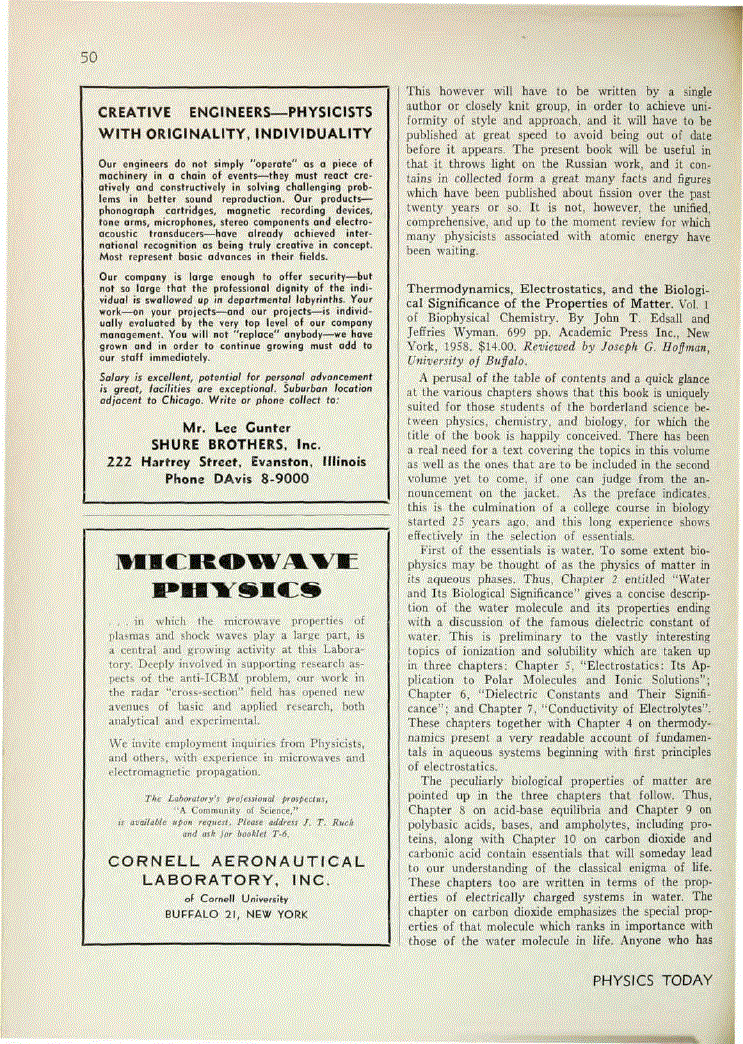 50
CREATIVE ENGINEERS—PHYSICISTS
WITH ORIGINALITY, INDIVIDUALITY
Our engineers do not simply "operate" as a piece of
machinery in a chain of events—they must react cre-
atively and constructively in solving challenging prob-
lems in better sound reproduction. Our products—
phonograph cartridges, magnetic recording devices,
tone arms, microphones, stereo components and electro-
acoustic transducers—have already achieved inter-
national recognition as being truly creative in concept.
Most represent basic advances in their fields.
Our company is large enough to offer security—but
not so large that the professional dignity of the indi-
vidual is swallowed up in departmental labyrinths. Your
work—on your projects—and our projects—is individ-
ually evaluated by the very top level of our company
management. You will not "replace" anybody—we have
grown and in order to continue growing must add to
our staff immediately.
Salary is excellent, potential for personal advancement
is great, facilities are exceptional. Suburban location
adjacent to Chicago. Write or phone collect to:
Mr. Lee Gunter
SHURE BROTHERS, Inc.
222 Hartrey Street, Evanston, Illinois
Phone DAvis 8-9000
MICROWAVE
PHYSICS
. . . in which the microwave properties of
plasmas and shock waves play a large part, is
a central and growing activity at this Labora-
tory. Deeply involved in supporting research as-
pects of the anti-ICBM problem, our work in
the radar "cross-section" field has opened new
avenues of basic and applied research, both
analytical and experimental.
We invite employment inquiries from Physicists,
and others, with experience in microwaves and
electromagnetic propagation.
The Laboratory's professional prospectus,
"A Community of Science,"
is available upon request. Please address J. T. Ruch
and ask for booklet T-6.
CORNELL AERONAUTICAL
LABORATORY, INC.
of Cornell University
BUFFALO 21, NEW YORK
This however will have to be written by a single
author or closely knit group, in order to achieve uni-
formity of style and approach, and it will have to be
published at great speed to avoid being out of date
before it appears. The present book will be useful in
that it throws light on the Russian work, and it con-
tains in collected form a great many facts and figures
which have been published about fission over the past
twenty years or so. It is not, however, the unified,
comprehensive, and up to the moment review for which
many physicists associated with atomic energy have
been waiting.
Thermodynamics, Electrostatics, and the Biologi-
cal Significance of the Properties of Matter. Vol. 1
of Biophysical Chemistry. By John T. Edsall and
Jeffries Wyman. 699 pp. Academic Press Inc., New
York, 1958. $14.00. Reviewed by Joseph G. Hoffman,
University of Buffalo.
A perusal of the table of contents and a quick glance
at the various chapters shows that this book is uniquely
suited for those students of the borderland science be-
tween physics, chemistry, and biology, for which the
title of the book is happily conceived. There has been
a real need for a text covering the topics in this volume
as well as the ones that are to be included in the second
volume yet to come, if one can judge from the an-
nouncement on the jacket. As the preface indicates,
this is the culmination of a college course in biology
started 25 years ago, and this long experience shows
effectively in the selection of essentials.
First of the essentials is water. To some extent bio-
physics may be thought of as the physics of matter in
its aqueous phases. Thus, Chapter 2 entitled "Water
and Its Biological Significance" gives a concise descrip-
tion of the water molecule and its properties ending
with a discussion of the famous dielectric constant of
water. This is preliminary to the vastly interesting
topics of ionization and solubility which are taken up
in three chapters: Chapter 5, "Electrostatics: Its Ap-
plication to Polar Molecules and Ionic Solutions";
Chapter 6, "Dielectric Constants and Their Signifi-
cance"; and Chapter 7, "Conductivity of Electrolytes".
These chapters together with Chapter 4 on thermody-
namics present a very readable account of fundamen-
tals in aqueous systems beginning with first principles
of electrostatics.
The peculiarly biological properties of matter are
pointed up in the three chapters that follow. Thus,
Chapter 8 on acid-base equilibria and Chapter 9 on
polybasic acids, bases, and ampholytes, including pro-
teins, along with Chapter 10 on carbon dioxide and
carbonic acid contain essentials that will someday lead
to our understanding of the classical enigma of life.
These chapters too are written in terms of the prop-
erties of electrically charged systems in water. The
chapter on carbon dioxide emphasizes the special prop-
erties of that molecule which ranks in importance with
those of the water molecule in life. Anyone who has
PHYSICS TODAY